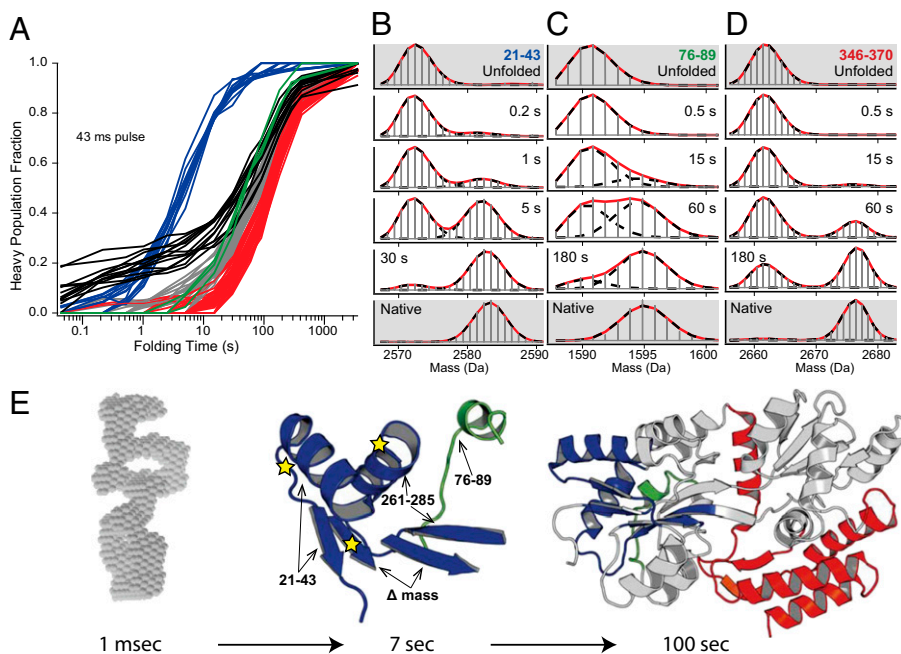 A
1.0
0.8
0.6
0.4
0.2
0.0
Heavy Population Fraction
43 ms pulse
0.1
1
10
100
1000
Folding Time (s)
B
21-43
Unfolded
0.2 s
1 s
5 s
30 s
Native
2570
2580
2590
Mass (Da)
C
76-89
Unfolded
0.5 s
15 s
60 s
180 s
Native
1590
1595
1600
Mass (Da)
D
346-370
Unfolded
0.5 s
15 s
60 s
180 s
Native
2660
2670
2680
Mass (Da)
E
76-89
261-285
21-43
Δ mass
1 msec
7 sec
100 sec